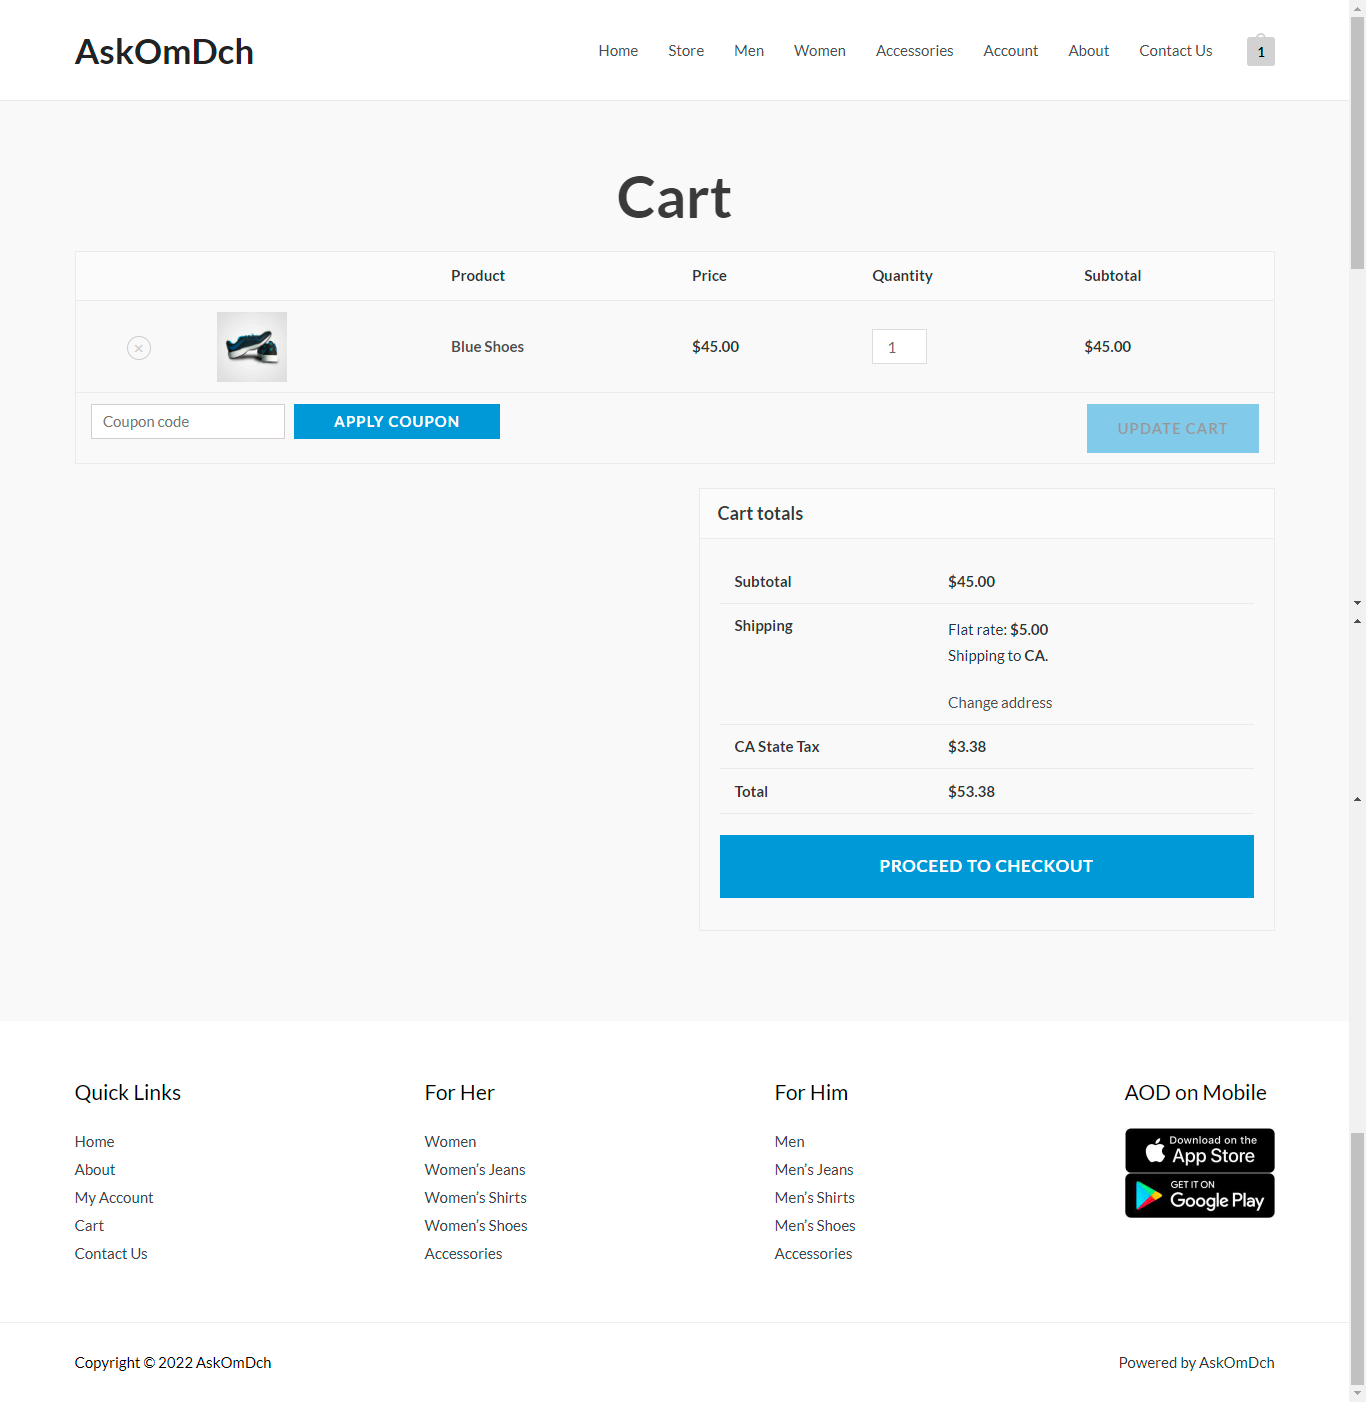 AskOmDch
Home Store Men Women Accessories Account About Contact Us 1
Cart
Product Price Quantity Subtotal
× Blue Shoes $45.00 1 $45.00
Coupon code APPLY COUPON UPDATE CART
Cart totals
Subtotal $45.00
Shipping Flat rate: $5.00
Shipping to CA.
Change address
CA State Tax $3.38
Total $53.38
PROCEED TO CHECKOUT
Quick Links
Home
About
My Account
Cart
Contact Us
For Her
Women
Women’s Jeans
Women’s Shirts
Women’s Shoes
Accessories
For Him
Men
Men’s Jeans
Men’s Shirts
Men’s Shoes
Accessories
AOD on Mobile
Download on the
App Store
GET IT ON
Google Play
Copyright © 2022 AskOmDch
Powered by AskOmDch